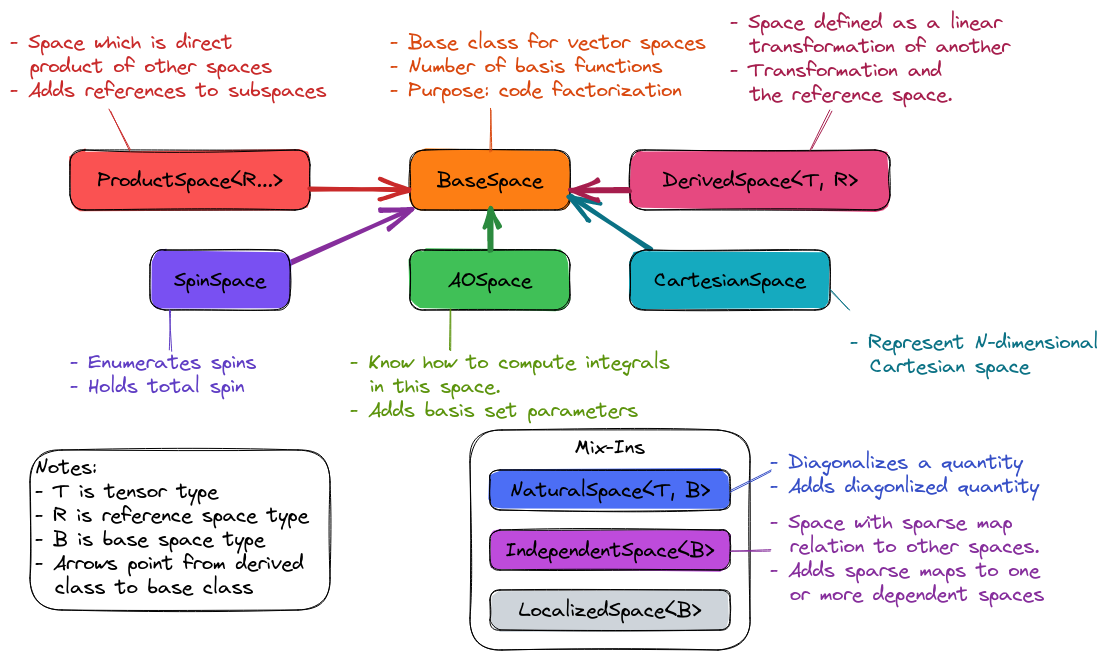 - Space which is direct
product of other spaces
- Adds references to subspaces
- Base class for vector spaces
- Number of basis functions
- Purpose: code factorization
- Space defined as a linear
transformation of another
- Transformation and
the reference space.
ProductSpace<R...>
BaseSpace
DerivedSpace<T, R>
SpinSpace
AOSpace
CartesianSpace
- Enumerates spins
- Holds total spin
- Know how to compute integrals
in this space.
- Adds basis set parameters
- Represent N-dimensional
Cartesian space
Notes:
- T is tensor type
- R is reference space type
- B is base space type
- Arrows point from derived
class to base class
Mix-Ins
NaturalSpace<T, B>
IndependentSpace<B>
LocalizedSpace<B>
- Diagonalizes a quantity
- Adds diagonlized quantity
- Space with sparse map
relation to other spaces.
- Adds sparse maps to one
or more dependent spaces